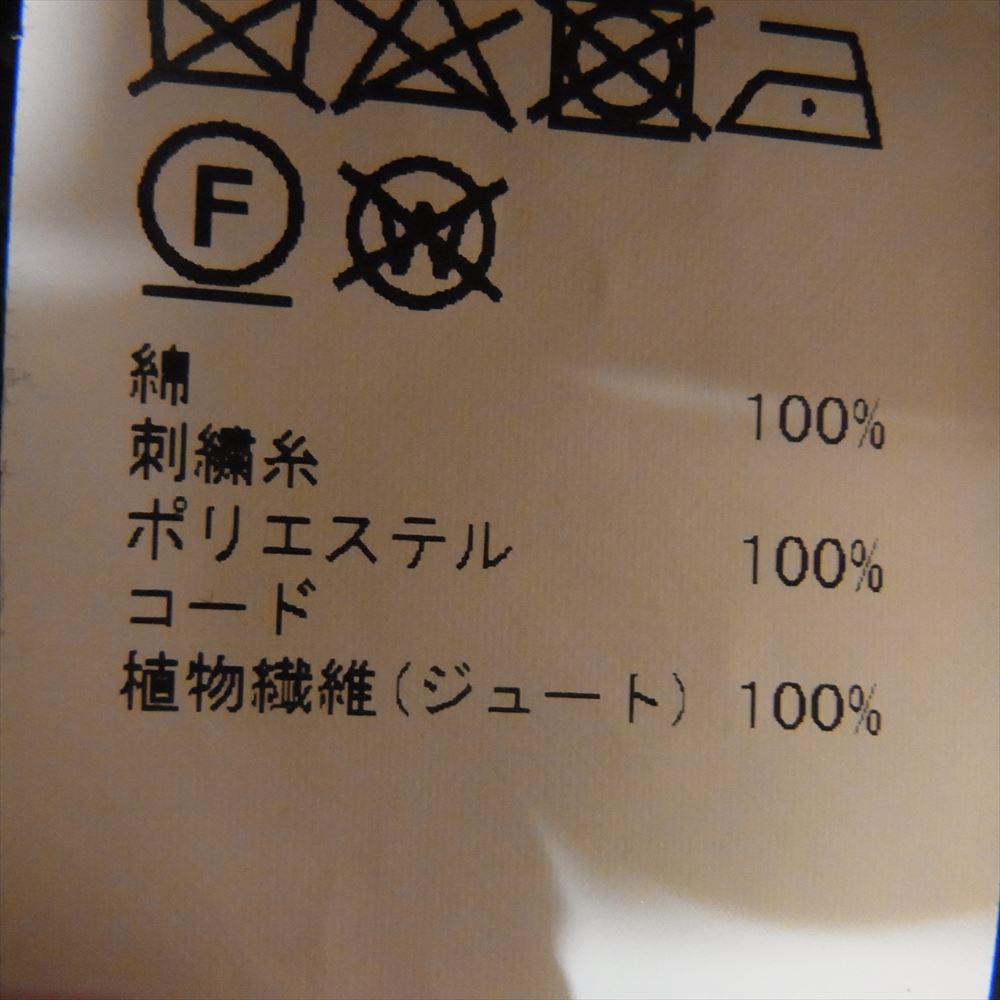 F
W
綿 100%
刺繍糸
ポリエステル 100%
コード
植物繊維(ジュート) 100%